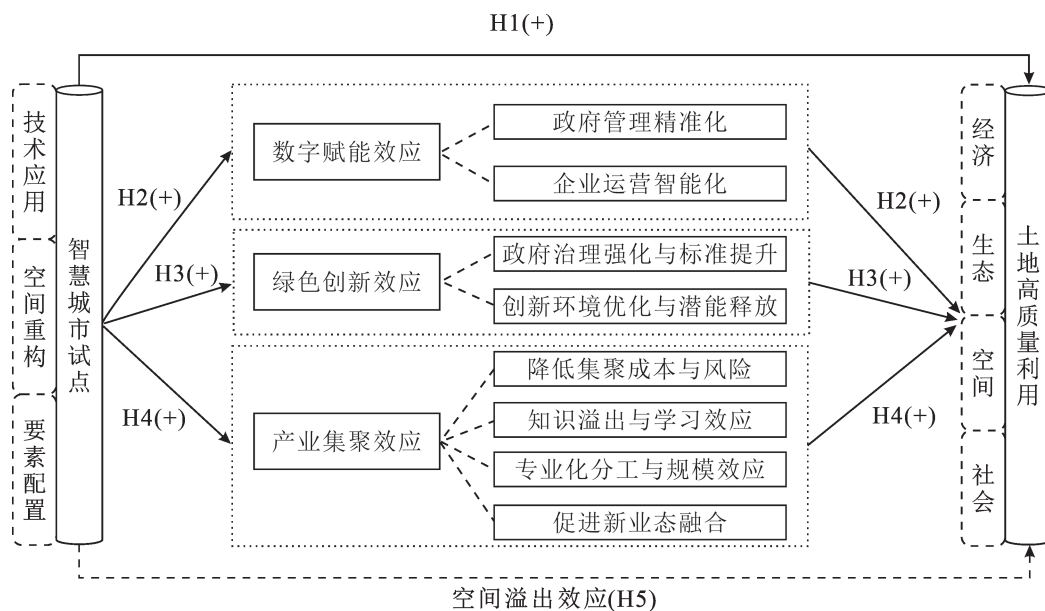 H1(+)
技术应用
空间重构
要素配置
智慧城市试点
H2(+)
H3(+)
H4(+)
数字赋能效应
政府管理精准化
企业运营智能化
绿色创新效应
政府治理强化与标准提升
创新环境优化与潜能释放
产业集聚效应
降低集聚成本与风险
知识溢出与学习效应
专业化分工与规模效应
促进新业态融合
H2(+)
H3(+)
H4(+)
经济
生态
空间
社会
土地高质量利用
空间溢出效应(H5)